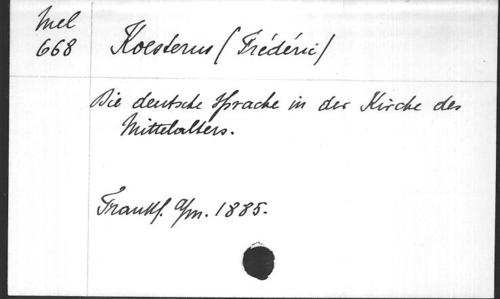 Mel
668
Koesterus (Frédéric)
Die deutsche Sprache in der Kirche des
Mittelalters.
Frankf. a/m. 1885.